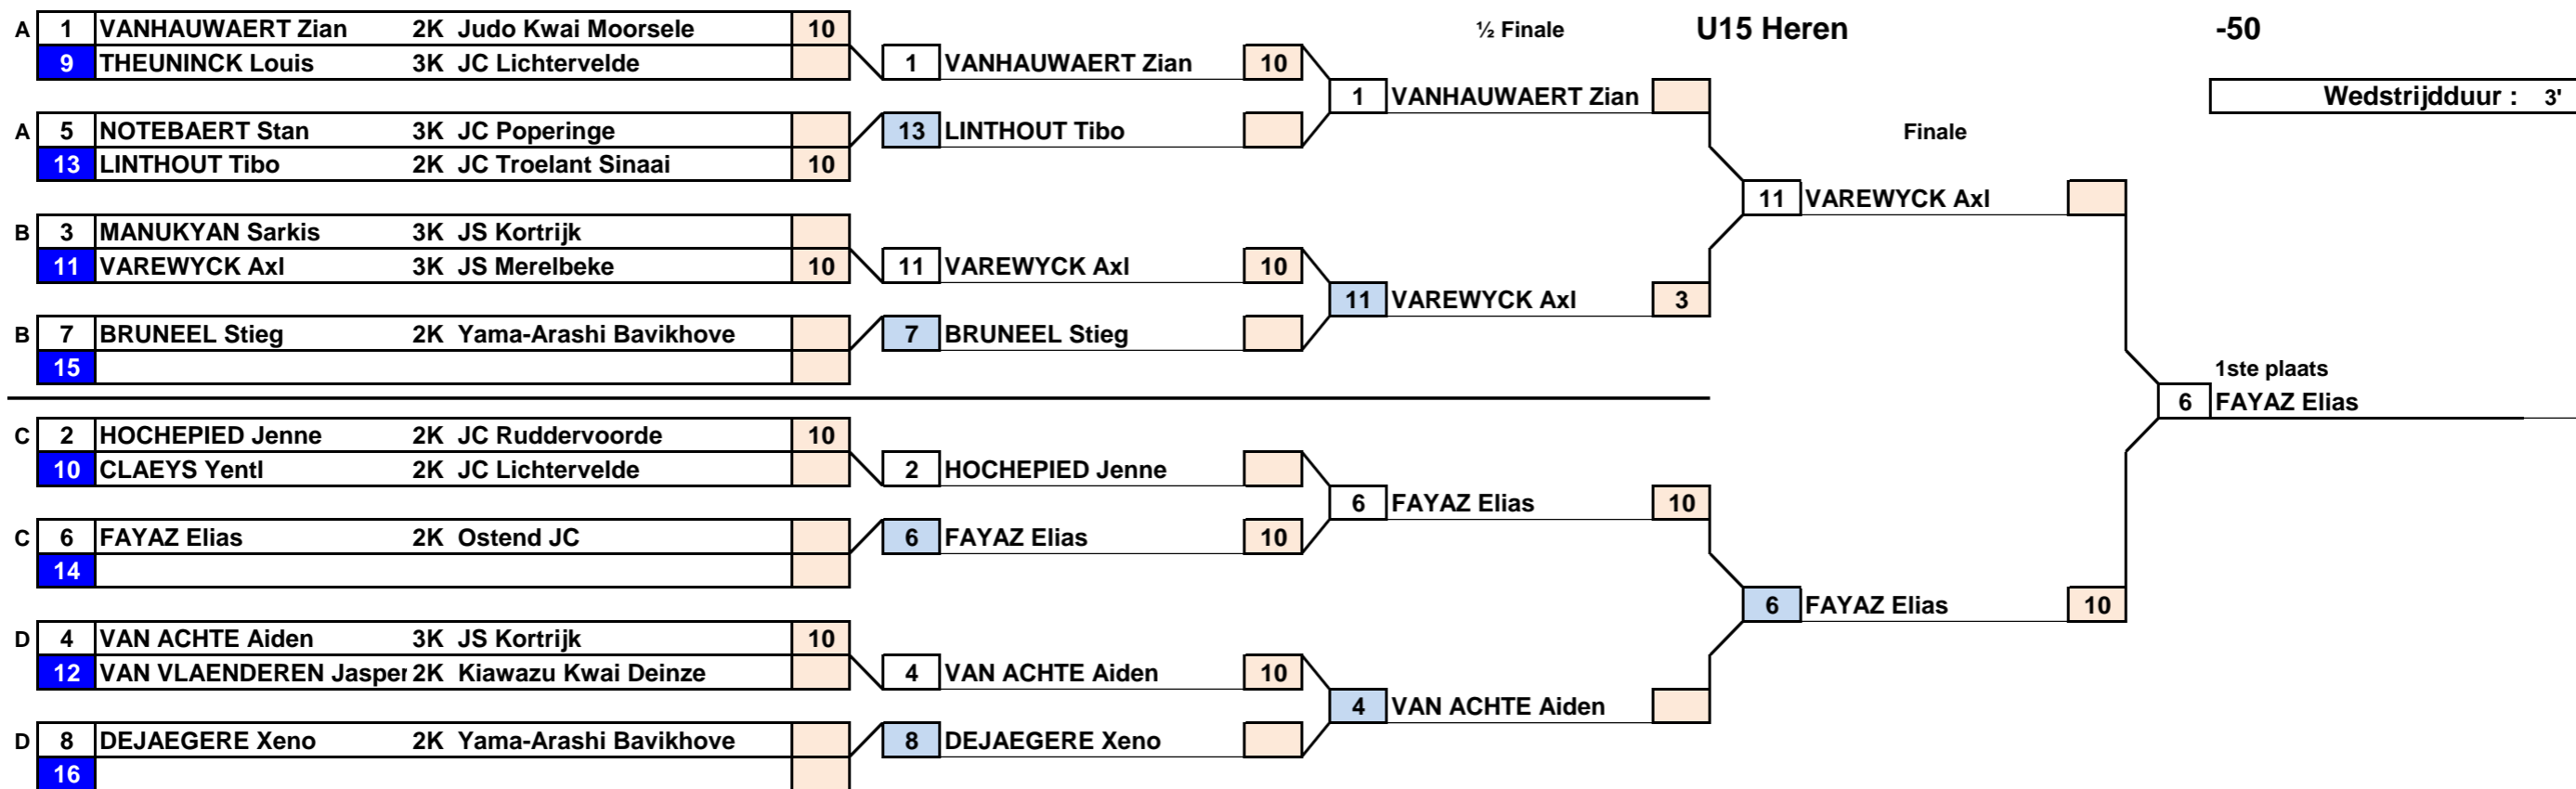 ½ Finale U15 Heren -50
A 1 VANHAUWAERT Zian 2K Judo Kwai Moorsele 10
9 THEUNINCK Louis 3K JC Lichtervelde
1 VANHAUWAERT Zian 10
1 VANHAUWAERT Zian
Wedstrijdduur : 3'
A 5 NOTEBAERT Stan 3K JC Poperinge
13 LINTHOUT Tibo
Finale
13 LINTHOUT Tibo 2K JC Troelant Sinaai 10
11 VAREWYCK Axl
B 3 MANUKYAN Sarkis 3K JS Kortrijk
11 VAREWYCK Axl 3K JS Merelbeke 10
11 VAREWYCK Axl 10
11 VAREWYCK Axl 3
B 7 BRUNEEL Stieg 2K Yama-Arashi Bavikhove
7 BRUNEEL Stieg
15
1ste plaats
6 FAYAZ Elias
C 2 HOCHEPIED Jenne 2K JC Ruddervoorde 10
10 CLAEYS Yentl 2K JC Lichtervelde
2 HOCHEPIED Jenne
6 FAYAZ Elias 10
C 6 FAYAZ Elias 2K Ostend JC
6 FAYAZ Elias 10
14
6 FAYAZ Elias 10
D 4 VAN ACHTE Aiden 3K JS Kortrijk 10
12 VAN VLAENDEREN Jasper 2K Kiawazu Kwai Deinze
4 VAN ACHTE Aiden 10
4 VAN ACHTE Aiden
D 8 DEJAEGERE Xeno 2K Yama-Arashi Bavikhove
8 DEJAEGERE Xeno
16